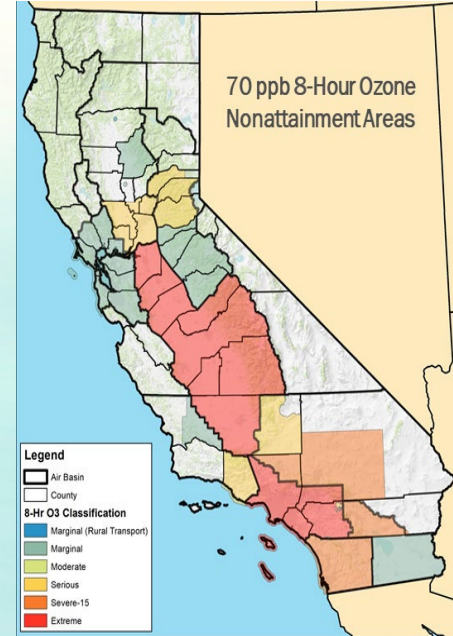 70 ppb 8-Hour Ozone
Nonattainment Areas
Legend
Air Basin
County
8-Hr O3 Classification
Marginal (Rural Transport)
Marginal
Moderate
Serious
Severe-15
Extreme